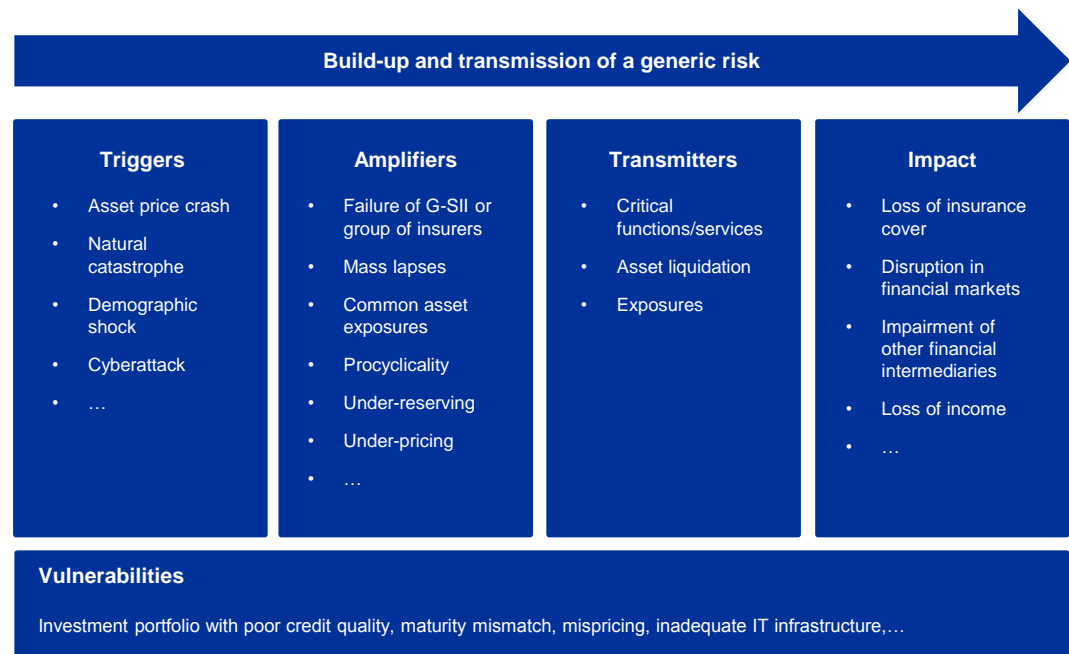 Build-up and transmission of a generic risk
Triggers
• Asset price crash
• Natural
catastrophe
• Demographic
shock
• Cyberattack
• …
Amplifiers
• Failure of G-SII or
group of insurers
• Mass lapses
• Common asset
exposures
• Procyclicality
• Under-reserving
• Under-pricing
• …
Transmitters
• Critical
functions/services
• Asset liquidation
• Exposures
Impact
• Loss of insurance
cover
• Disruption in
financial markets
• Impairment of
other financial
intermediaries
• Loss of income
• …
Vulnerabilities
Investment portfolio with poor credit quality, maturity mismatch, mispricing, inadequate IT infrastructure,…